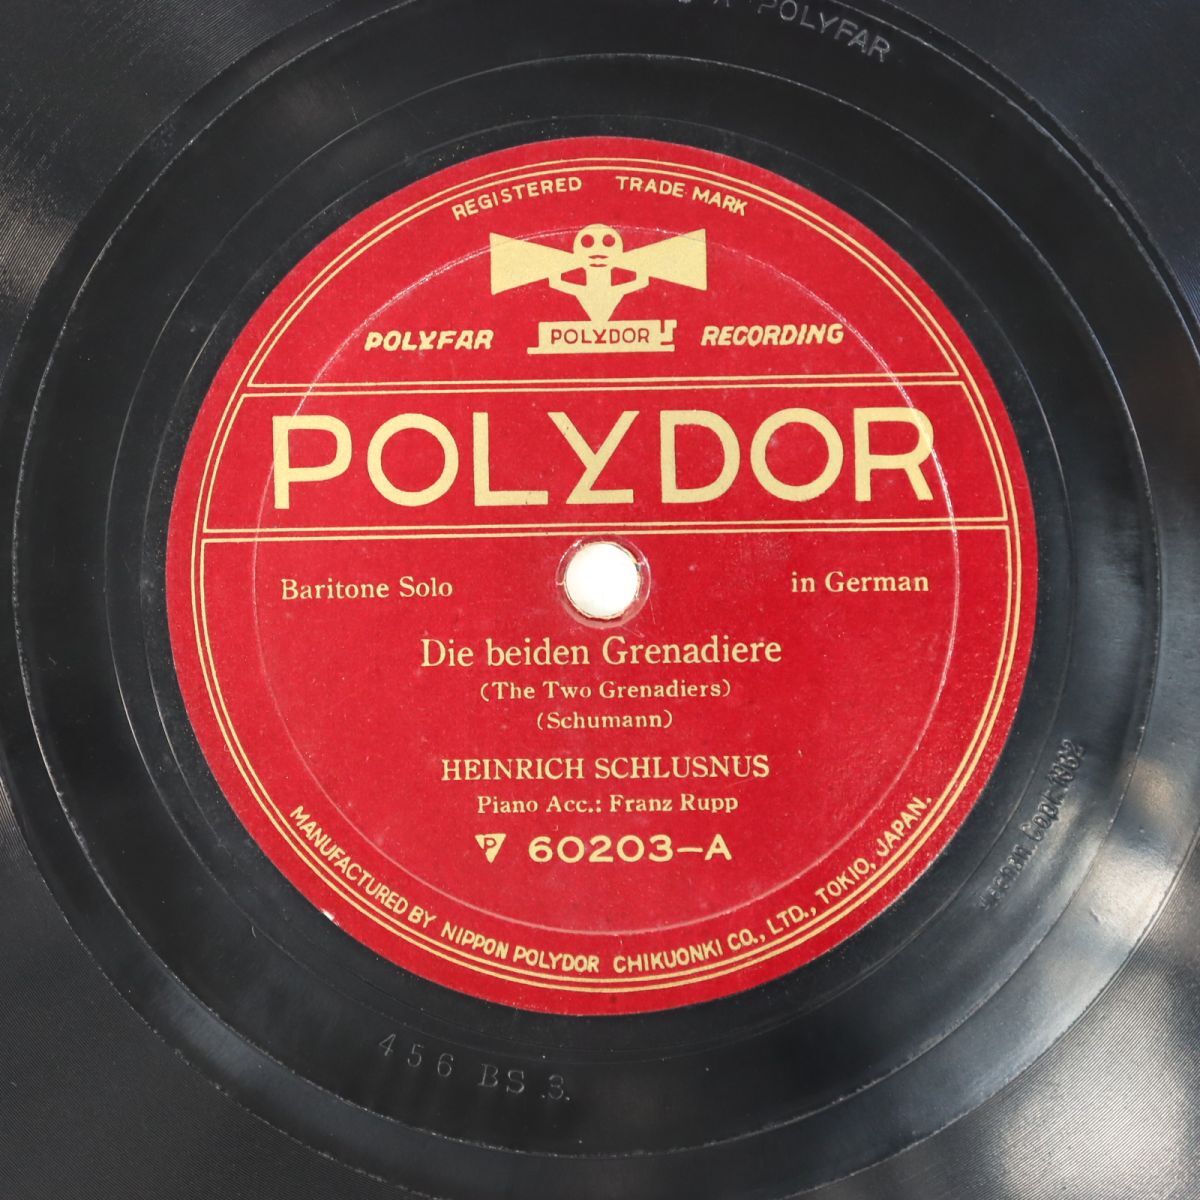 POLYFAR
REGISTERED TRADE MARK
POLYFAR POLYDOR RECORDING
POLYDOR
Baritone Solo in German
Die beiden Grenadiere
(The Two Grenadiers)
(Schumann)
HEINRICH SCHLUSNUS
Piano Acc.: Franz Rupp
P 60203-A
MANUFACTURED BY NIPPON POLYDOR CHIKUONKI CO., LTD., TOKIO, JAPAN.
Copr. 1932
456 BS 3.